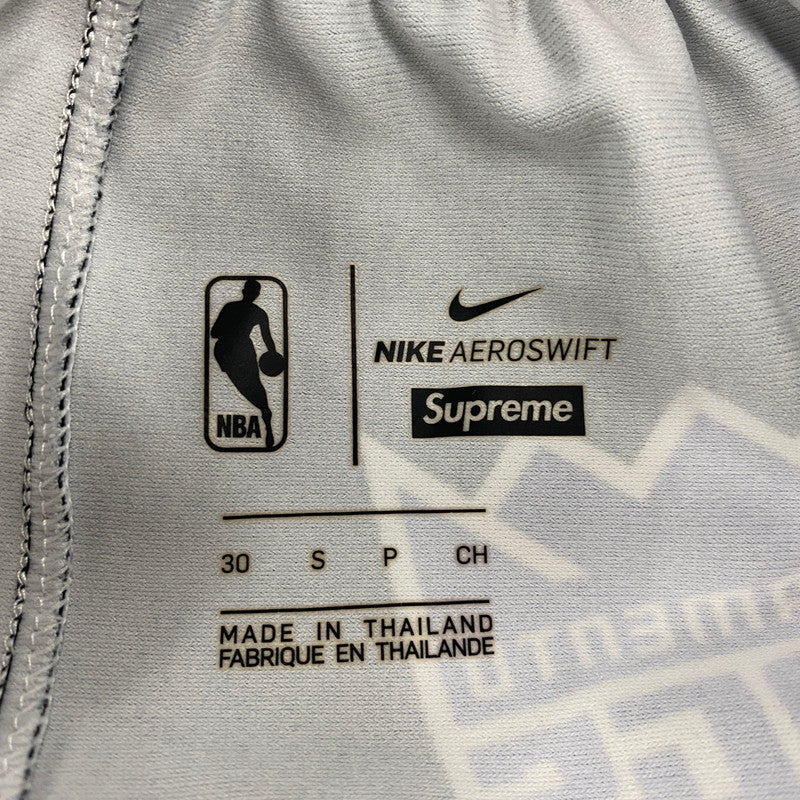 NBA
NIKE AEROSWIFT
Supreme
30 S P CH
MADE IN THAILAND
FABRIQUE EN THAILANDE